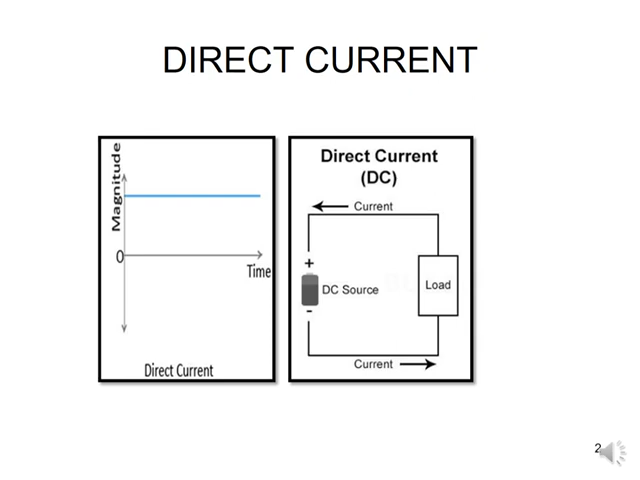 DIRECT CURRENT
Magnitude
0
Time
Direct Current
Direct Current
(DC)
Current
+
DC Source
-
Load
Current
2